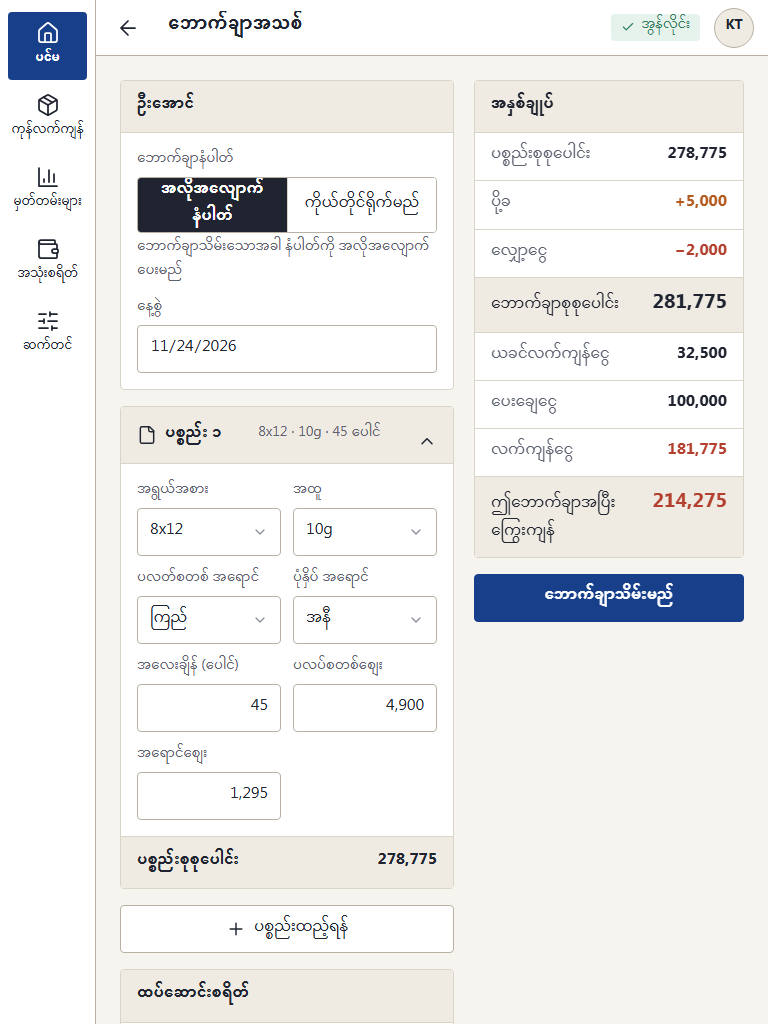 ပင်မ
ကုန်လက်ကျန်
မှတ်တမ်းများ
အသုံးစရိတ်
ဆက်တင်
ဘောက်ချာအသစ်
အွန်လိုင်း
KT
ဦးအောင်
ဘောက်ချာနံပါတ်
အလိုအလျောက်
နံပါတ်
ကိုယ်တိုင်ရိုက်မည်
ဘောက်ချာသိမ်းသောအခါ နံပါတ်ကို အလိုအလျောက်
ပေးမည်
နေ့စွဲ
11/24/2026
ပစ္စည်း ၁
8x12 · 10g · 45 ပေါင်
အရွယ်အစား
အထူ
8x12
10g
ပလတ်စတစ် အရောင်
ပုံနှိပ် အရောင်
ကြည်
အနီ
အလေးချိန် (ပေါင်)
ပလပ်စတစ်ဈေး
45
4,900
အရောင်ဈေး
1,295
ပစ္စည်းစုစုပေါင်း 278,775
ပစ္စည်းထည့်ရန်
ထပ်ဆောင်းစရိတ်
အနှစ်ချုပ်
ပစ္စည်းစုစုပေါင်း 278,775
ပို့ခ +5,000
လျှော့ငွေ −2,000
ဘောက်ချာစုစုပေါင်း 281,775
ယခင်လက်ကျန်ငွေ 32,500
ပေးချေငွေ 100,000
လက်ကျန်ငွေ 181,775
ဤဘောက်ချာအပြီး 214,275
ကြွေးကျန်
ဘောက်ချာသိမ်းမည်